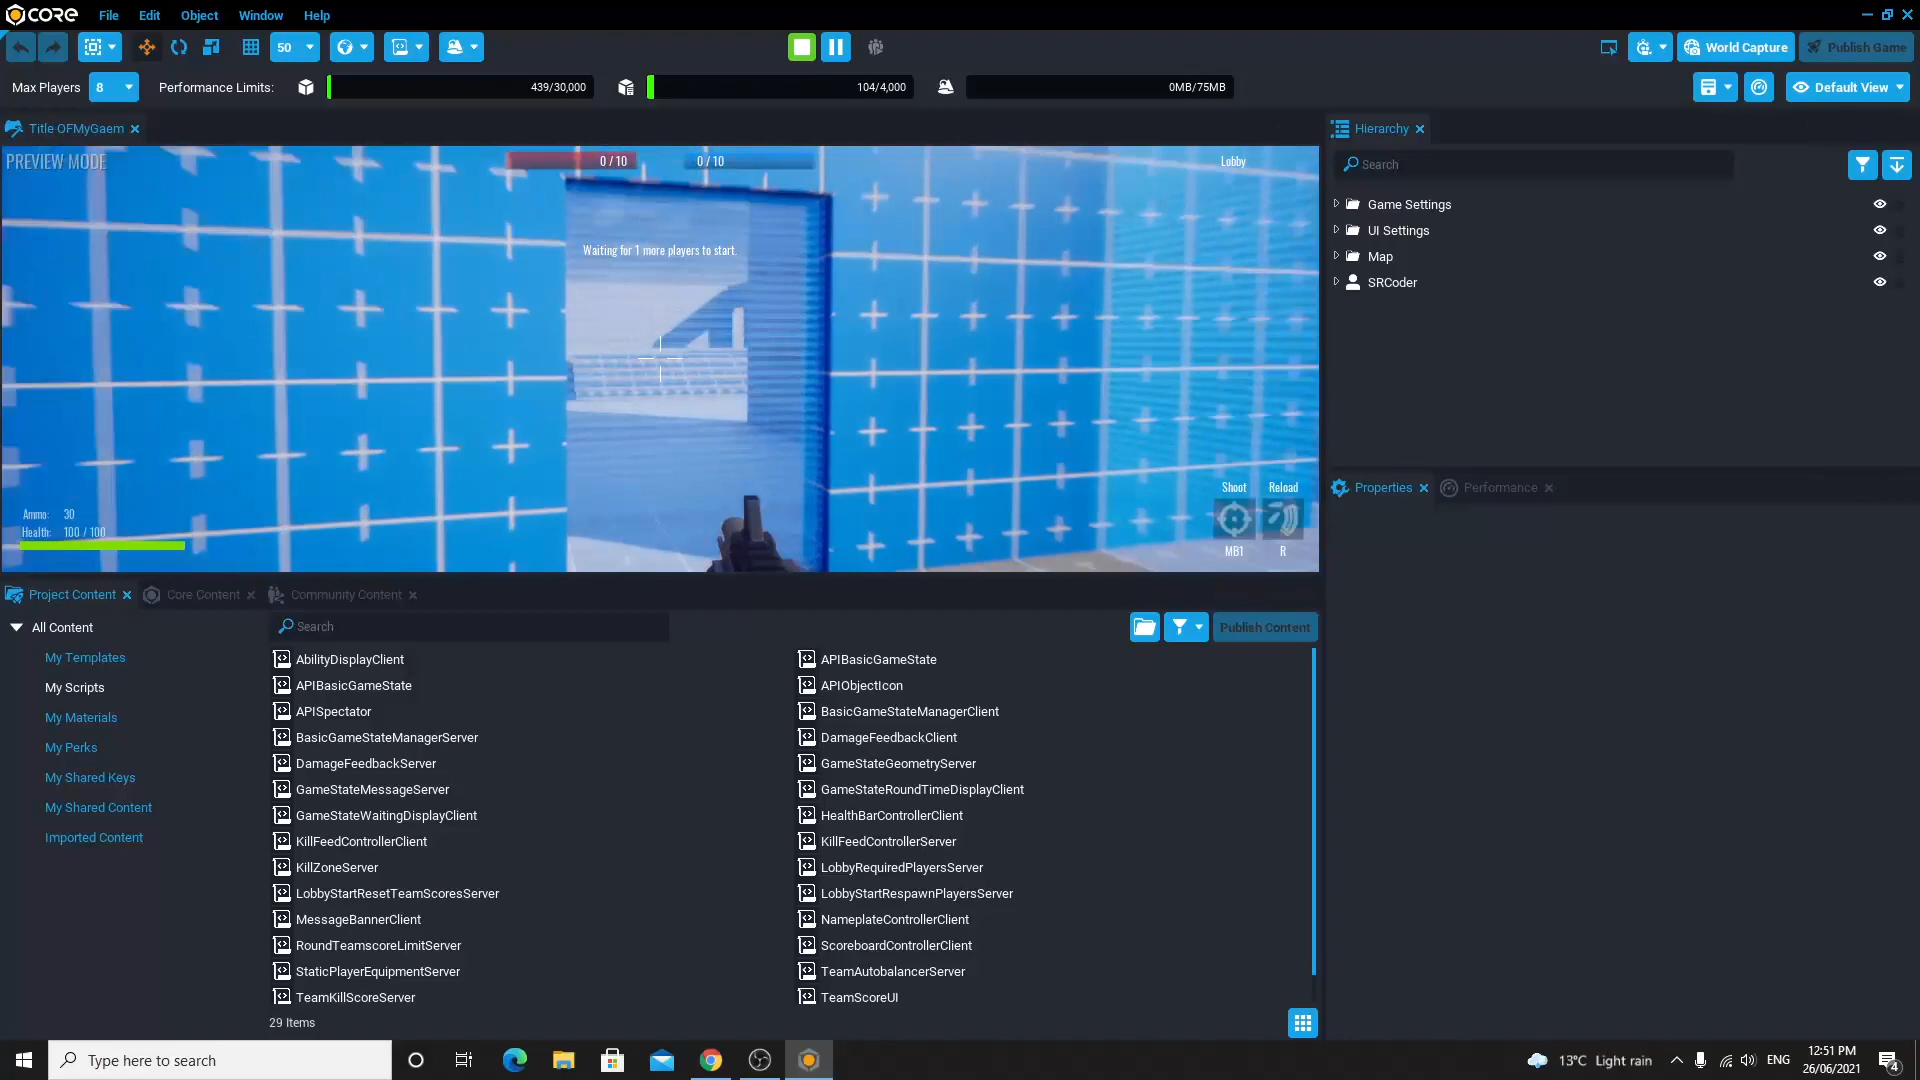 CORE File Edit Object Window Help
50 World Capture Publish Game
Max Players 8 Performance Limits: 439/30,000 104/4,000 0MB/75MB Default View
Title OFMyGaem
PREVIEW MODE
0 / 10 0 / 10 Lobby
Waiting for 1 more players to start.
Shoot Reload
Ammo: 30
Health: 100 / 100
MB1 R
Hierarchy
Search
Game Settings
UI Settings
Map
SRCoder
Properties Performance
Project Content Core Content Community Content
All Content
My Templates
My Scripts
My Materials
My Perks
My Shared Keys
My Shared Content
Imported Content
Search Publish Content
AbilityDisplayClient APIBasicGameState
APIBasicGameState APIObjectIcon
APISpectator BasicGameStateManagerClient
BasicGameStateManagerServer DamageFeedbackClient
DamageFeedbackServer GameStateGeometryServer
GameStateMessageServer GameStateRoundTimeDisplayClient
GameStateWaitingDisplayClient HealthBarControllerClient
KillFeedControllerClient KillFeedControllerServer
KillZoneServer LobbyRequiredPlayersServer
LobbyStartResetTeamScoresServer LobbyStartRespawnPlayersServer
MessageBannerClient NameplateControllerClient
RoundTeamscoreLimitServer ScoreboardControllerClient
StaticPlayerEquipmentServer TeamAutobalancerServer
TeamKillScoreServer TeamScoreUI
29 Items
Type here to search 13°C Light rain ENG 12:51 PM
26/06/2021 4